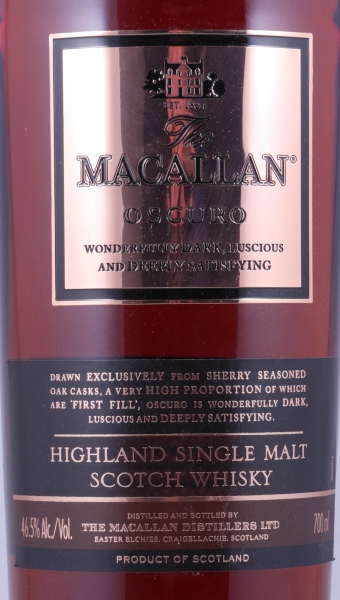 EST. 1824
The
MACALLAN®
OSCURO
WONDERFULLY DARK, LUSCIOUS
AND DEEPLY SATISFYING
DRAWN EXCLUSIVELY FROM SHERRY SEASONED
OAK CASKS, A VERY HIGH PROPORTION OF WHICH
ARE 'FIRST FILL', OSCURO IS WONDERFULLY DARK,
LUSCIOUS AND DEEPLY SATISFYING.
HIGHLAND SINGLE MALT
SCOTCH WHISKY
46.5% Alc./Vol.
DISTILLED AND BOTTLED BY
THE MACALLAN DISTILLERS LTD
EASTER ELCHIES, CRAIGELLACHIE, SCOTLAND
700 ml
PRODUCT OF SCOTLAND